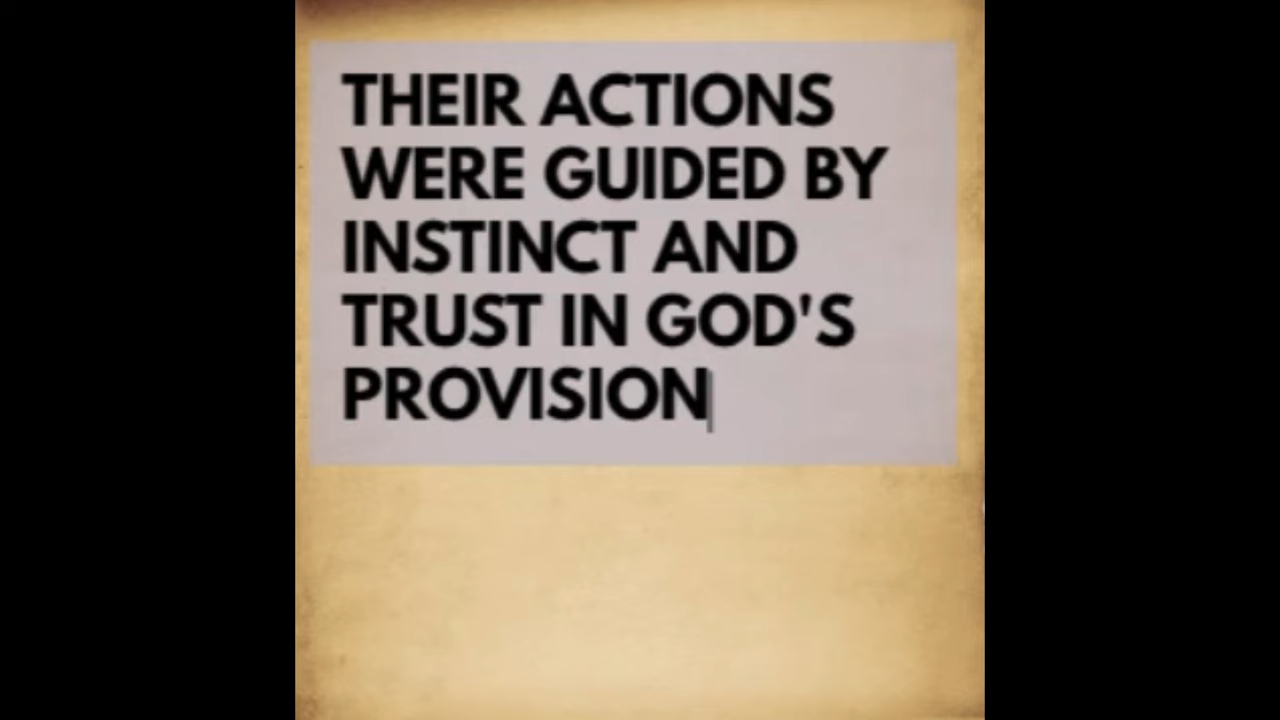 THEIR ACTIONS
WERE GUIDED BY
INSTINCT AND
TRUST IN GOD'S
PROVISION